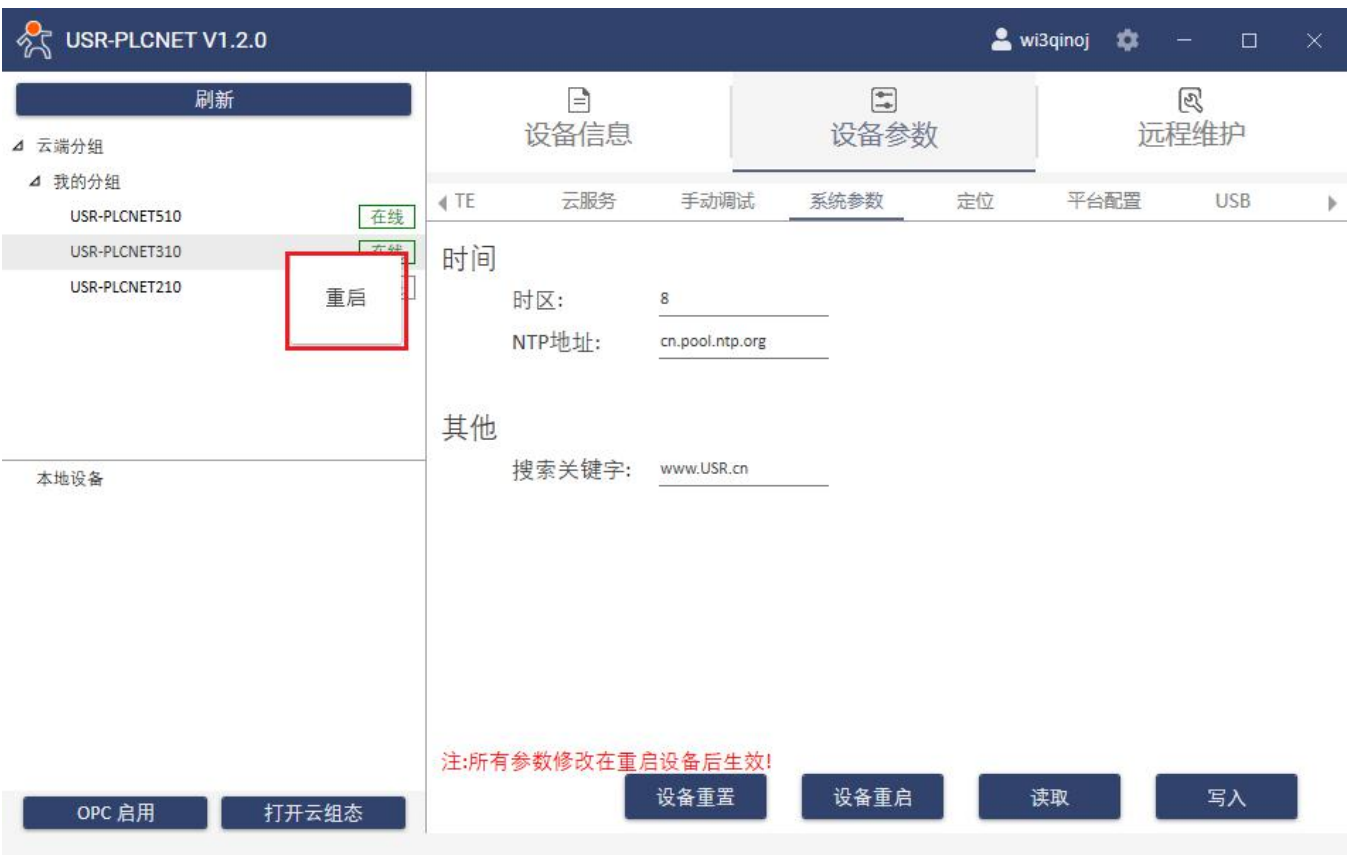 USR-PLCNET V1.2.0
wi3qinoj
刷新
云端分组
我的分组
USR-PLCNET510 在线
USR-PLCNET310
USR-PLCNET210
重启
本地设备
OPC 启用
打开云组态
设备信息
设备参数
远程维护
TE 云服务 手动调试 系统参数 定位 平台配置 USB
时间
时区: 8
NTP地址: cn.pool.ntp.org
其他
搜索关键字: www.USR.cn
注:所有参数修改在重启设备后生效!
设备重置 设备重启 读取 写入